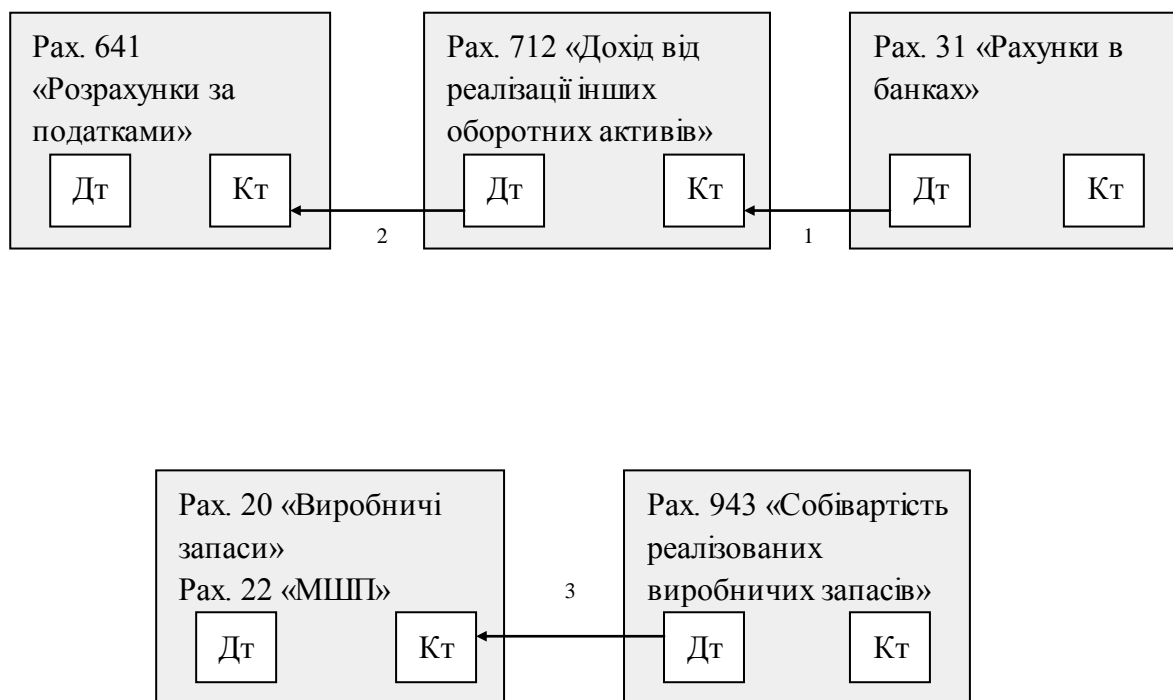 Рах. 641
«Розрахунки за
податками»
Дт
Кт
Рах. 712 «Дохід від
реалізації інших
оборотних активів»
Дт
Кт
Рах. 31 «Рахунки в
банках»
Дт
Кт
2
1
Рах. 20 «Виробничі
запаси»
Рах. 22 «МШП»
Дт
Кт
3
Рах. 943 «Собівартість
реалізованих
виробничих запасів»
Дт
Кт